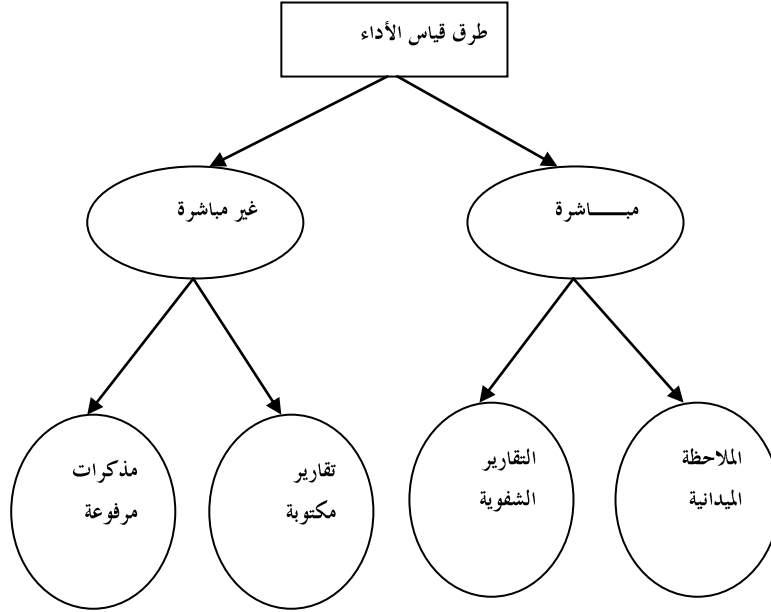 طرق قياس الأداء
مبـــــاشرة
غير مباشرة
الملاحظة
الميدانية
التقارير
الشفوية
تقارير
مكتوبة
مذكرات
مرفوعة